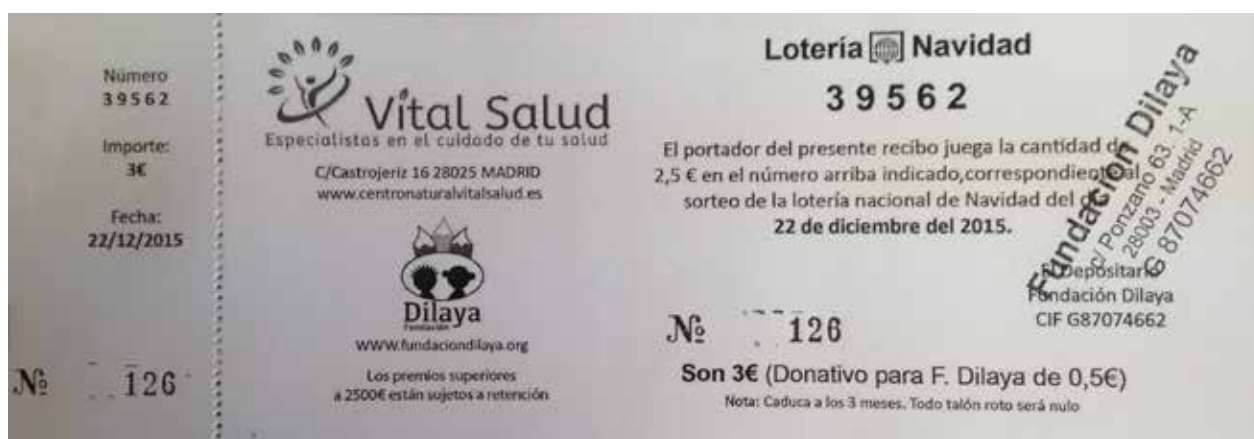 Número
39562
Importe:
3€
Fecha:
22/12/2015
Nº 126
Vital Salud
Especialistas en el cuidado de tu salud
C/Castrojeriz 16 28025 MADRID
www.centronaturalvitalsalud.es
Dilaya
Fundación
WWW.fundaciondilaya.org
Los premios superiores
a 2500€ están sujetos a retención
Lotería Navidad
39562
El portador del presente recibo juega la cantidad de
2,5 € en el número arriba indicado,correspondiente al
sorteo de la lotería nacional de Navidad del
22 de diciembre del 2015.
El Depositario
Fundación Dilaya
CIF G87074662
Nº 126
Son 3€ (Donativo para F. Dilaya de 0,5€)
Nota: Caduca a los 3 meses. Todo talón roto será nulo
Fundación Dilaya
c/ Ponzano 63, 1-A
28003 - Madrid
G 87074662